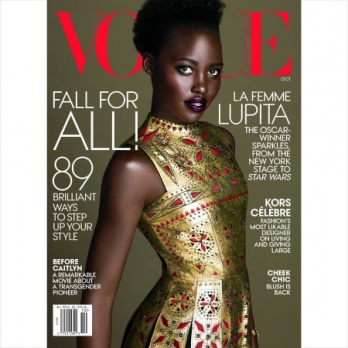 VOGUE
OCT
FALL FOR
ALL!
89
BRILLIANT
WAYS
TO STEP
UP YOUR
STYLE
BEFORE
CAITLYN
A REMARKABLE
MOVIE ABOUT
A TRANSGENDER
PIONEER
LA FEMME
LUPITA
THE OSCAR-
WINNER
SPARKLES,
FROM THE
NEW YORK
STAGE TO
STAR WARS
KORS
CÉLÈBRE
FASHION'S
MOST LIKABLE
DESIGNER
ON LIVING
AND GIVING
LARGE
CHEEK
CHIC
BLUSH IS
BACK